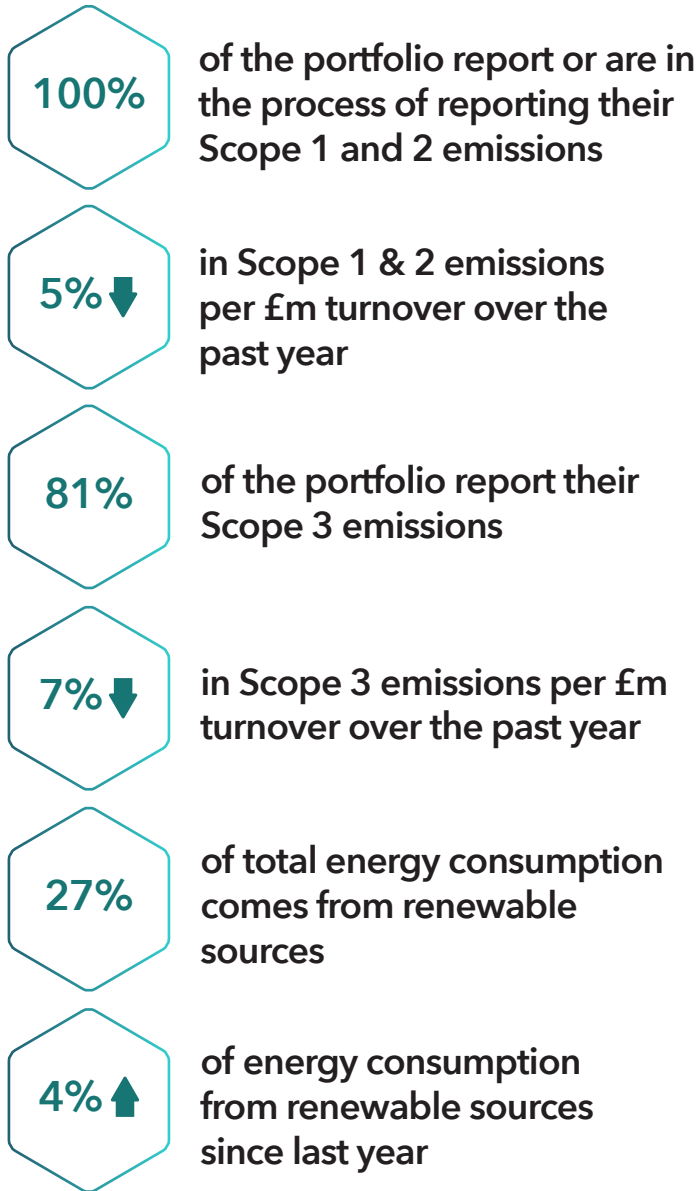 100%
of the portfolio report or are in
the process of reporting their
Scope 1 and 2 emissions
5%
in Scope 1 & 2 emissions
per £m turnover over the
past year
81%
of the portfolio report their
Scope 3 emissions
7%
in Scope 3 emissions per £m
turnover over the past year
27%
of total energy consumption
comes from renewable
sources
4%
of energy consumption
from renewable sources
since last year